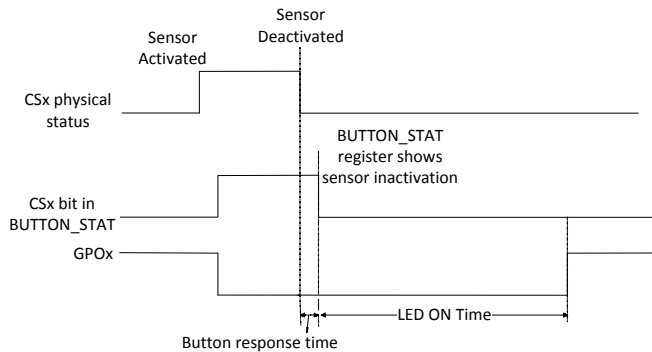 Sensor
Deactivated
Sensor
Activated
CSx physical
status
BUTTON_STAT
register shows
sensor inactivation
CSx bit in
BUTTON_STAT
GPOx
LED ON Time
Button response time